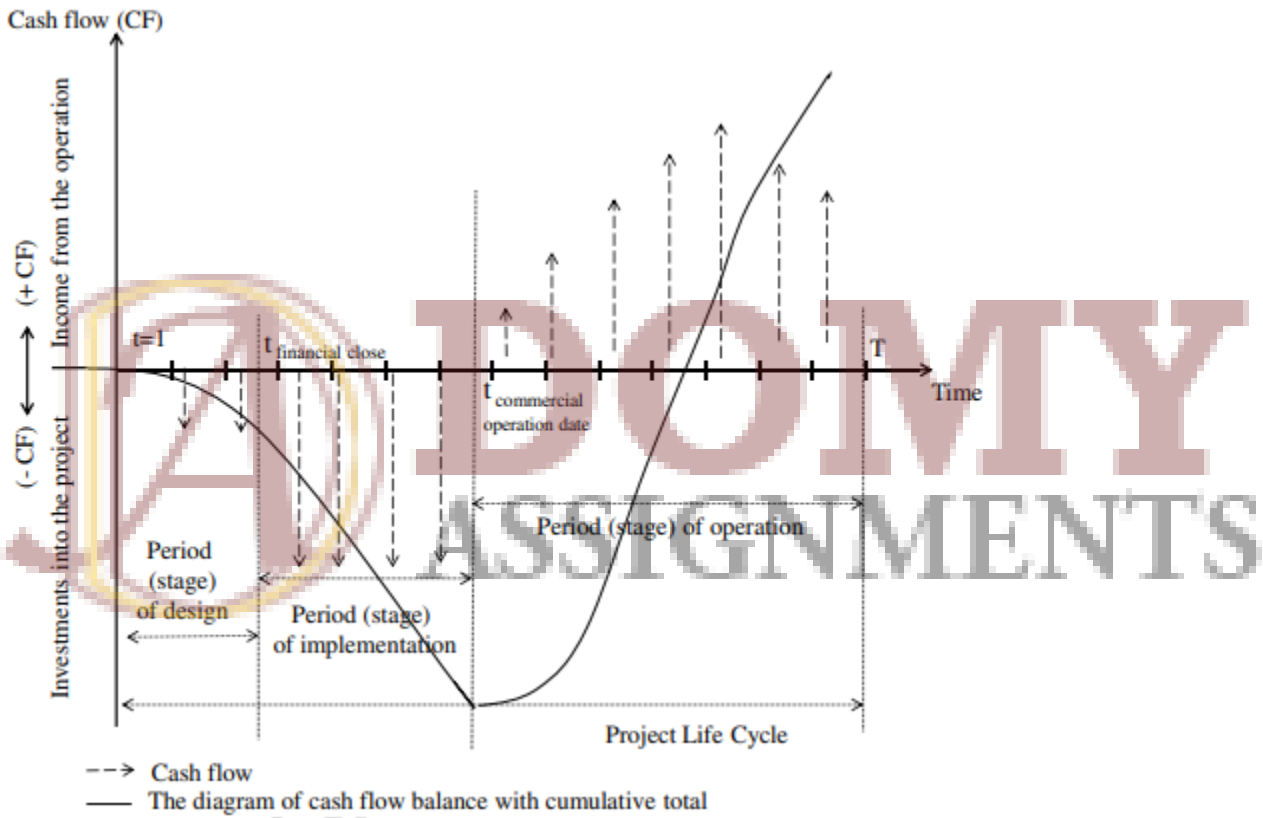 Cash flow (CF)
Income from the operation
(+ CF)
(- CF)
Investments into the project
t=1
t financial close
T
Time
t commercial
operation date
Period (stage) of operation
Period
(stage)
of design
Period (stage)
of implementation
Project Life Cycle
Cash flow
The diagram of cash flow balance with cumulative total
DOMY
ASSIGNMENTS